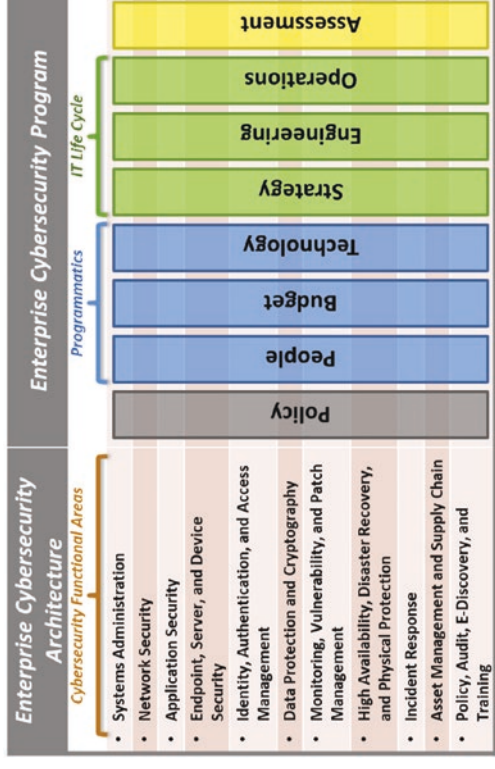 Enterprise Cybersecurity
Architecture
Enterprise Cybersecurity Program
Cybersecurity Functional Areas
Programmatics
IT Life Cycle
• Systems Administration
• Network Security
• Application Security
• Endpoint, Server, and Device
Security
• Identity, Authentication, and Access
Management
• Data Protection and Cryptography
• Monitoring, Vulnerability, and Patch
Management
• High Availability, Disaster Recovery,
and Physical Protection
• Incident Response
• Asset Management and Supply Chain
• Policy, Audit, E-Discovery, and
Training
Policy
People
Budget
Technology
Strategy
Engineering
Operations
Assessment